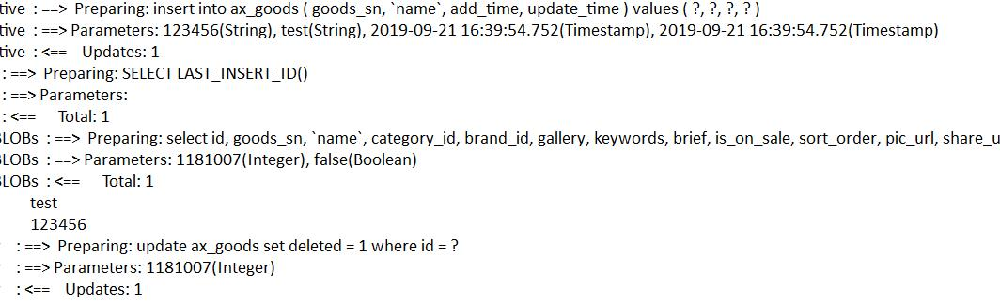 tive : ==> Preparing: insert into ax_goods ( goods_sn, `name`, add_time, update_time ) values ( ?, ?, ?, ? )
tive : ==> Parameters: 123456(String), test(String), 2019-09-21 16:39:54.752(Timestamp), 2019-09-21 16:39:54.752(Timestamp)
tive : <== Updates: 1
: ==> Preparing: SELECT LAST_INSERT_ID()
: ==> Parameters:
: <== Total: 1
BLOBs : ==> Preparing: select id, goods_sn, `name`, category_id, brand_id, gallery, keywords, brief, is_on_sale, sort_order, pic_url, share_u
BLOBs : ==> Parameters: 1181007(Integer), false(Boolean)
BLOBs : <== Total: 1
test
123456
: ==> Preparing: update ax_goods set deleted = 1 where id = ?
: ==> Parameters: 1181007(Integer)
: <== Updates: 1